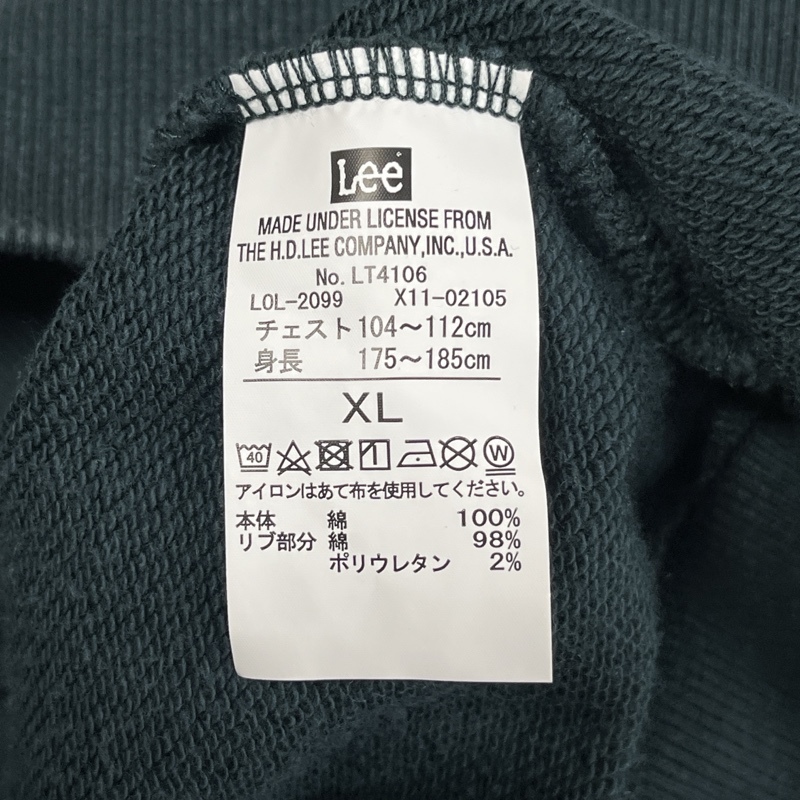 Lee
MADE UNDER LICENSE FROM
THE H.D.LEE COMPANY,INC.,U.S.A.
No. LT4106
LOL-2099 X11-02105
チェスト 104～112cm
身長 175～185cm
XL
40 W
アイロンはあて布を使用してください。
本体 綿 100%
リブ部分 綿 98%
ポリウレタン 2%